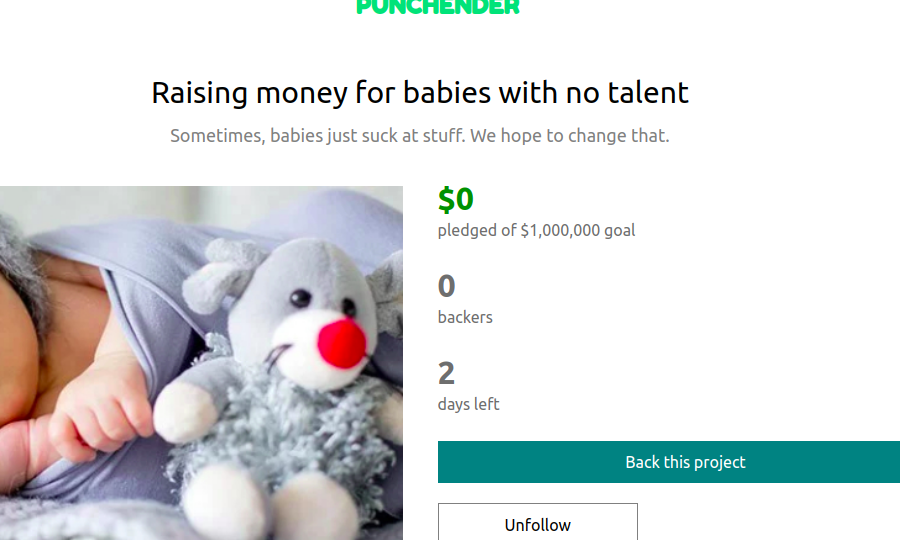 PUNCHENDER
Raising money for babies with no talent
Sometimes, babies just suck at stuff. We hope to change that.
$0
pledged of $1,000,000 goal
0
backers
2
days left
Back this project
Unfollow